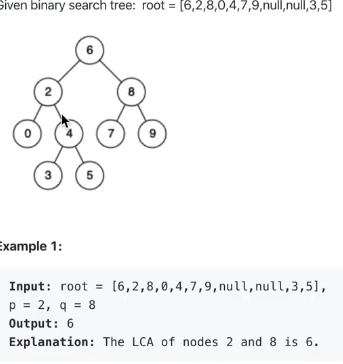 Given binary search tree: root = [6,2,8,0,4,7,9,null,null,3,5]
6
2 8
0 4 7 9
3 5
Example 1:
Input: root = [6,2,8,0,4,7,9,null,null,3,5],
p = 2, q = 8
Output: 6
Explanation: The LCA of nodes 2 and 8 is 6.